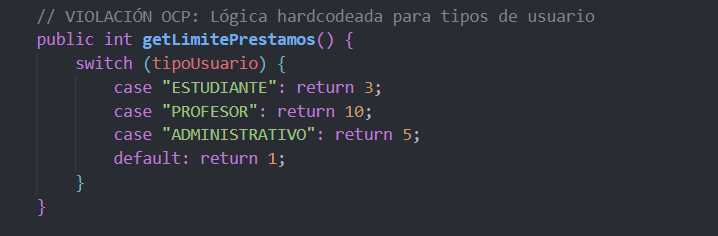 // VIOLACIÓN OCP: Lógica hardcodeada para tipos de usuario
public int getLimitePrestamos() {
    switch (tipoUsuario) {
        case "ESTUDIANTE": return 3;
        case "PROFESOR": return 10;
        case "ADMINISTRATIVO": return 5;
        default: return 1;
    }
}